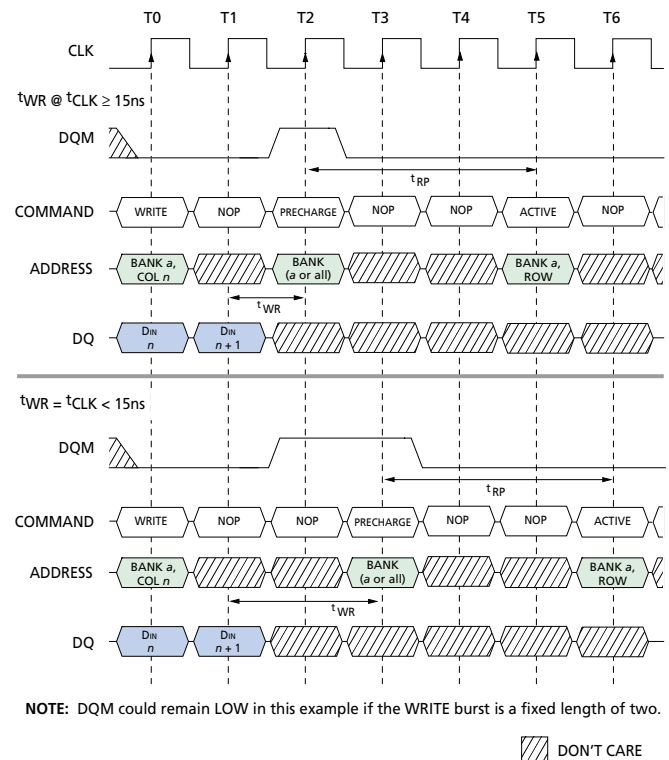 T0 T1 T2 T3 T4 T5 T6
CLK
tWR @ tCLK ≥ 15ns
DQM
tRP
COMMAND WRITE NOP PRECHARGE NOP NOP ACTIVE NOP
ADDRESS BANK a, COL n BANK (a or all) BANK a, ROW
tWR
DQ DIN n DIN n + 1
tWR = tCLK < 15ns
DQM
tRP
COMMAND WRITE NOP NOP PRECHARGE NOP NOP ACTIVE
ADDRESS BANK a, COL n BANK (a or all) BANK a, ROW
tWR
DQ DIN n DIN n + 1
NOTE: DQM could remain LOW in this example if the WRITE burst is a fixed length of two.
DON'T CARE